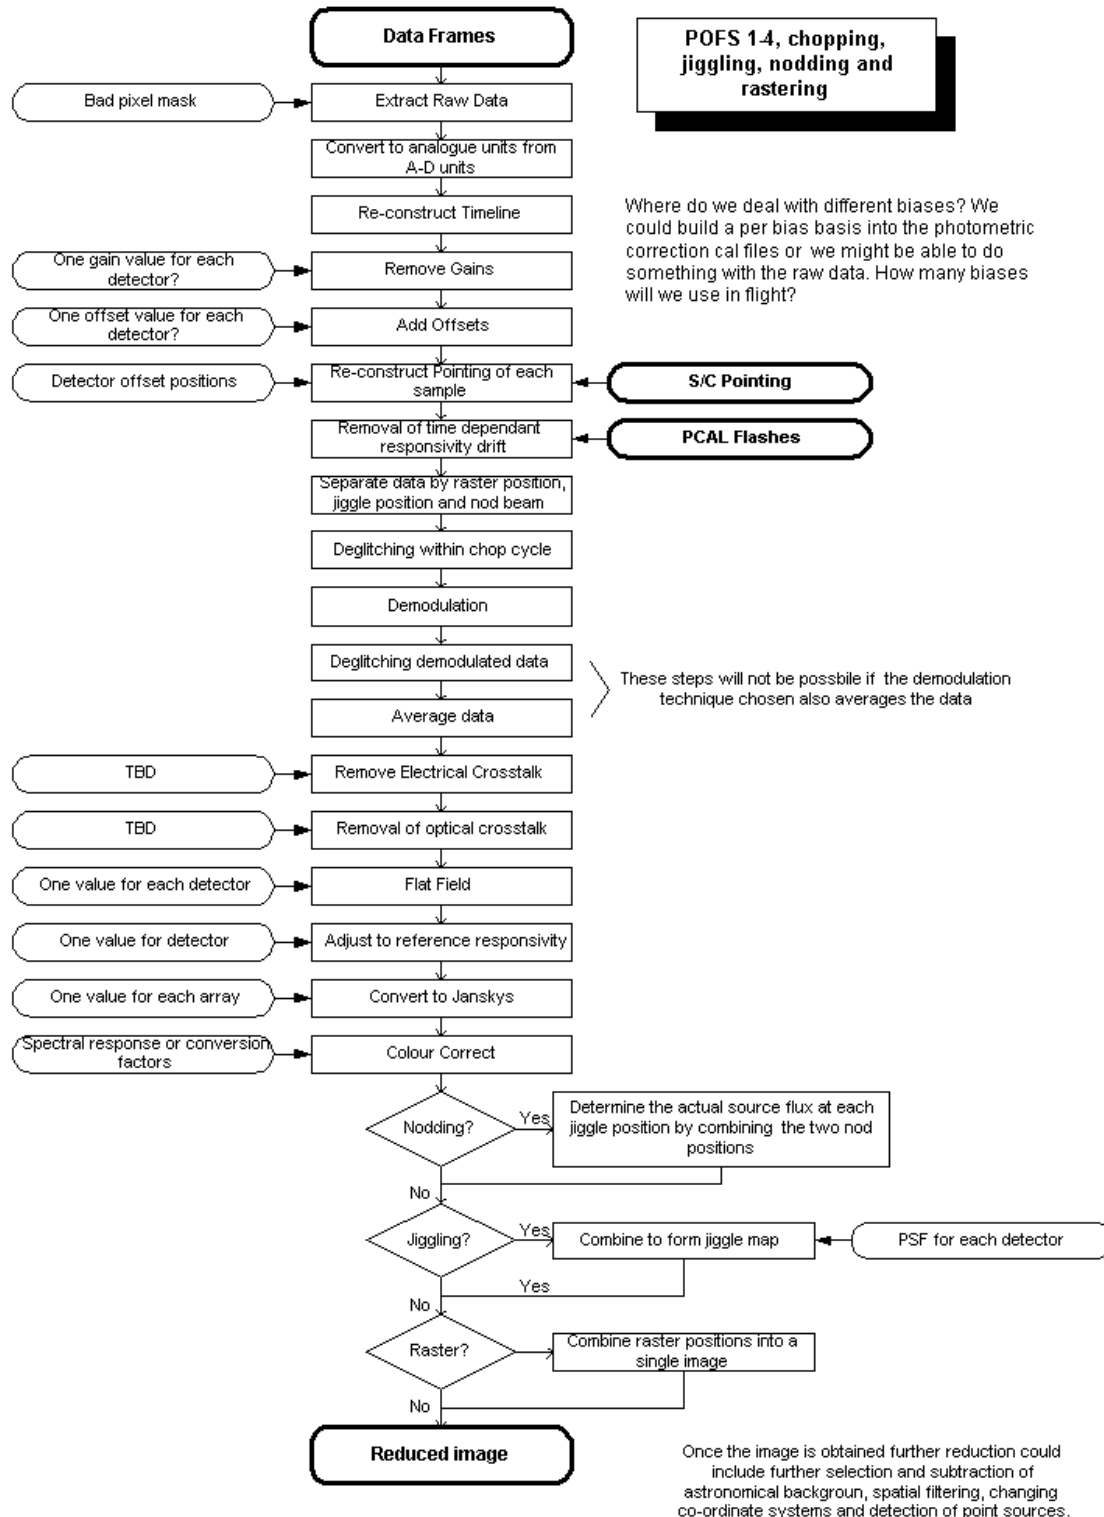 Data Frames
POFS 1-4, chopping,
jiggling, nodding and
rastering
Bad pixel mask
Extract Raw Data
Convert to analogue units from
A-D units
Re-construct Timeline
Where do we deal with different biases? We
could build a per bias basis into the photometric
correction cal files or we might be able to do
something with the raw data. How many biases
will we use in flight?
One gain value for each
detector?
Remove Gains
One offset value for each
detector?
Add Offsets
Detector offset positions
Re-construct Pointing of each
sample
S/C Pointing
Removal of time dependant
responsivity drift
PCAL Flashes
Separate data by raster position,
jiggle position and nod beam
Deglitching within chop cycle
Demodulation
Deglitching demodulated data
Average data
These steps will not be possbile if the demodulation
technique chosen also averages the data
TBD
Remove Electrical Crosstalk
TBD
Removal of optical crosstalk
One value for each detector
Flat Field
One value for detector
Adjust to reference responsivity
One value for each array
Convert to Janskys
Spectral response or conversion
factors
Colour Correct
Nodding?
Yes
Determine the actual source flux at each
jiggle position by combining the two nod
positions
No
Jiggling?
Yes
Combine to form jiggle map
PSF for each detector
Yes
No
Raster?
Combine raster positions into a
single image
No
Reduced image
Once the image is obtained further reduction could
include further selection and subtraction of
astronomical backgroun, spatial filtering, changing
co-ordinate systems and detection of point sources.